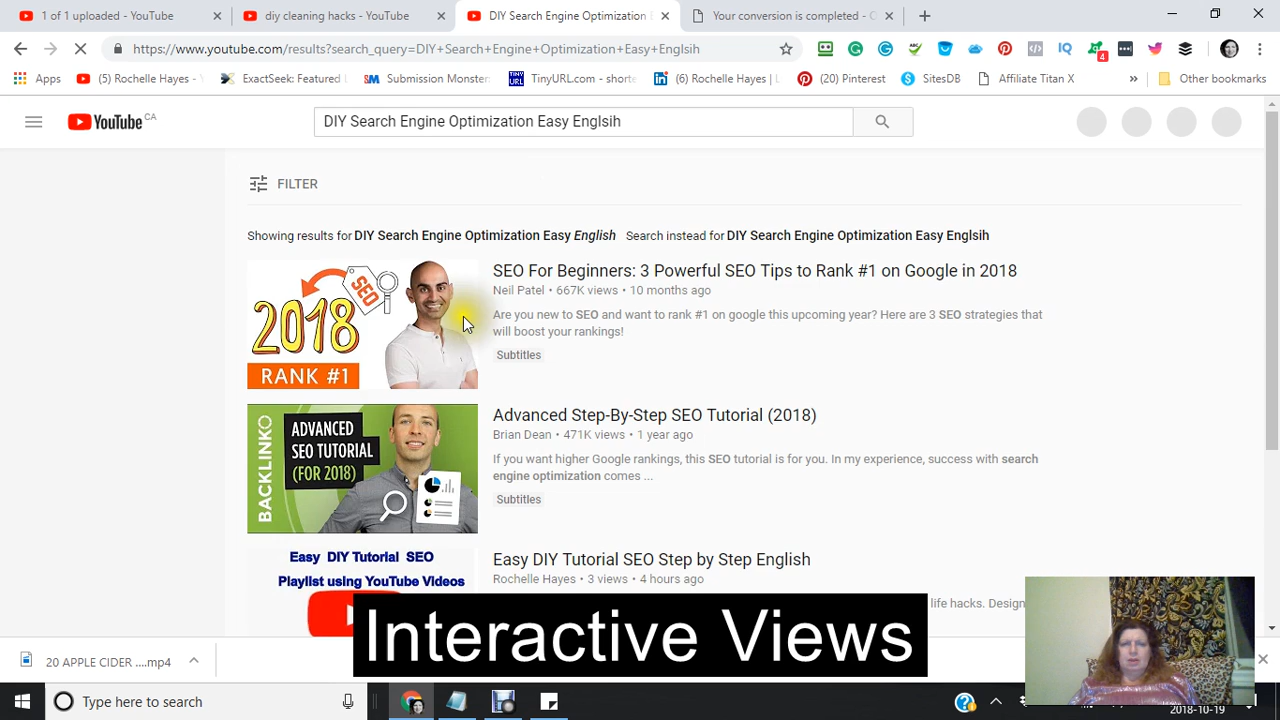 1 of 1 uploaded - YouTube
diy cleaning hacks - YouTube
DIY Search Engine Optimization
Your conversion is completed -
https://www.youtube.com/results?search_query=DIY+Search+Engine+Optimization+Easy+Englsih
4
Apps
(5) Rochelle Hayes -
ExactSeek: Featured
Submission Monster
TinyURL.com - shorte
(6) Rochelle Hayes |
(20) Pinterest
SitesDB
Affiliate Titan X
»
Other bookmarks
YouTube CA
DIY Search Engine Optimization Easy Englsih
FILTER
Showing results for DIY Search Engine Optimization Easy English Search instead for DIY Search Engine Optimization Easy Englsih
2018
SEO
RANK #1
SEO For Beginners: 3 Powerful SEO Tips to Rank #1 on Google in 2018
Neil Patel • 667K views • 10 months ago
Are you new to SEO and want to rank #1 on google this upcoming year? Here are 3 SEO strategies that
will boost your rankings!
Subtitles
BACKLINKO
ADVANCED
SEO TUTORIAL
(FOR 2018)
Advanced Step-By-Step SEO Tutorial (2018)
Brian Dean • 471K views • 1 year ago
If you want higher Google rankings, this SEO tutorial is for you. In my experience, success with search
engine optimization comes ...
Subtitles
Easy DIY Tutorial SEO
Playlist using YouTube Videos
Easy DIY Tutorial SEO Step by Step English
Rochelle Hayes • 3 views • 4 hours ago
life hacks. Design
Interactive Views
20 APPLE CIDER ....mp4
Type here to search
2018-10-19